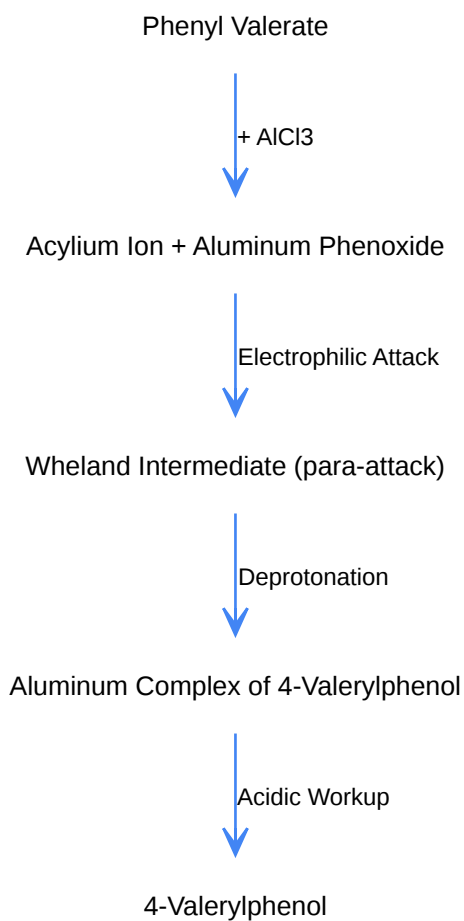 Phenyl Valerate
+ AlCl3
Acylium Ion + Aluminum Phenoxide
Electrophilic Attack
Wheland Intermediate (para-attack)
Deprotonation
Aluminum Complex of 4-Valerylphenol
Acidic Workup
4-Valerylphenol